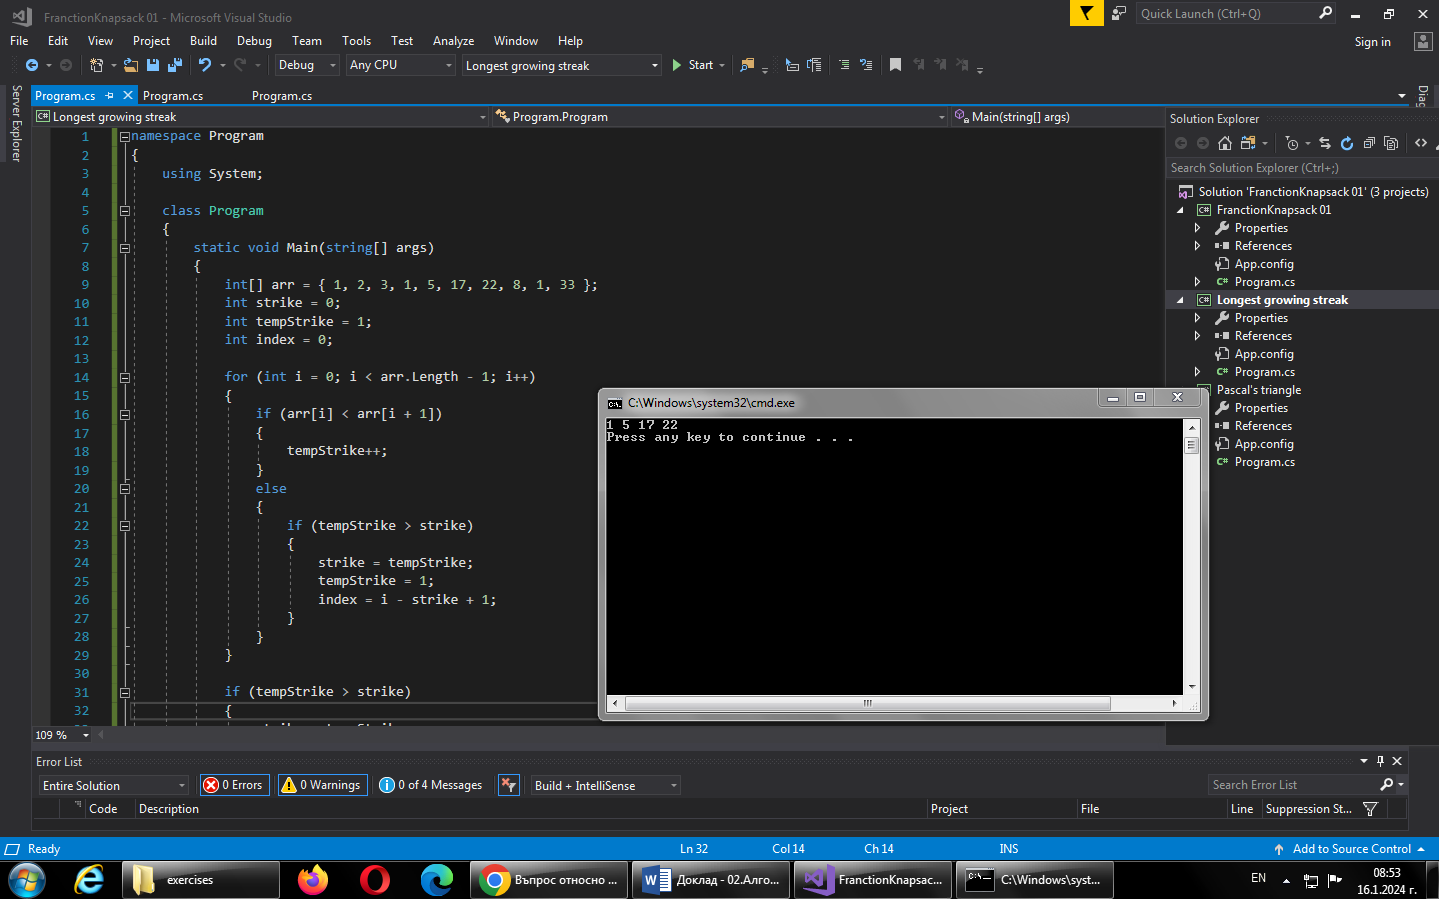 FranctionKnapsack 01 - Microsoft Visual Studio
Quick Launch (Ctrl+Q)
File Edit View Project Build Debug Team Tools Test Analyze Window Help
Sign in
Debug Any CPU Longest growing streak Start
Server Explorer
Program.cs Program.cs Program.cs
Diag
Longest growing streak Program.Program Main(string[] args)
1 namespace Program
2 {
3 using System;
4
5 class Program
6 {
7 static void Main(string[] args)
8 {
9 int[] arr = { 1, 2, 3, 1, 5, 17, 22, 8, 1, 33 };
10 int strike = 0;
11 int tempStrike = 1;
12 int index = 0;
13
14 for (int i = 0; i < arr.Length - 1; i++)
15 {
16 if (arr[i] < arr[i + 1])
17 {
18 tempStrike++;
19 }
20 else
21 {
22 if (tempStrike > strike)
23 {
24 strike = tempStrike;
25 tempStrike = 1;
26 index = i - strike + 1;
27 }
28 }
29 }
30
31 if (tempStrike > strike)
32 {
109 %
C:\Windows\system32\cmd.exe
1 5 17 22
Press any key to continue . . .
Solution Explorer
Search Solution Explorer (Ctrl+;)
Solution 'FranctionKnapsack 01' (3 projects)
C# FranctionKnapsack 01
Properties
References
App.config
C# Program.cs
C# Longest growing streak
Properties
References
App.config
C# Program.cs
Pascal's triangle
Properties
References
App.config
C# Program.cs
Error List
Entire Solution 0 Errors 0 Warnings 0 of 4 Messages Build + IntelliSense Search Error List
Code Description Project File Line Suppression St...
Ready Ln 32 Col 14 Ch 14 INS Add to Source Control
exercises Въпрос относно ... Доклад - 02.Алго... FranctionKnapsac... C:\Windows\syst...
EN 08:53
16.1.2024 г.